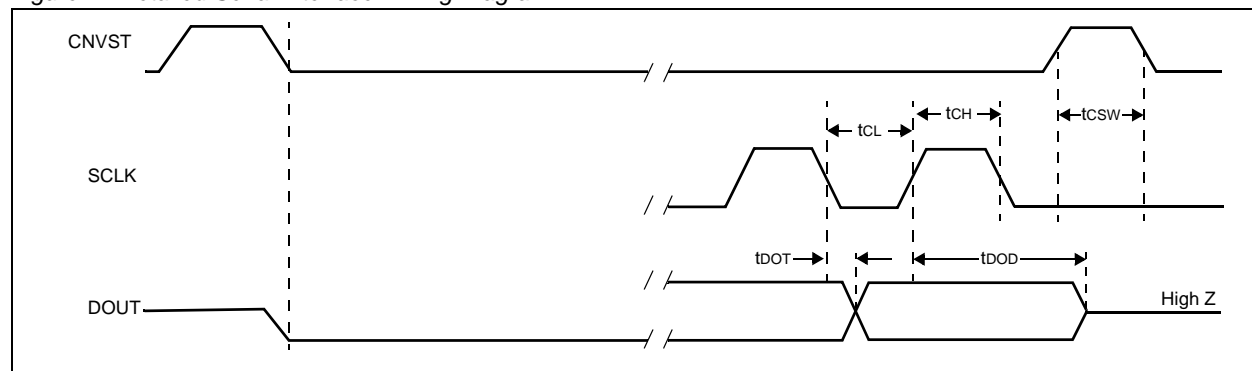 CNVST
tCL
tCH
tCSW
SCLK
tDOT
tDOD
High Z
DOUT